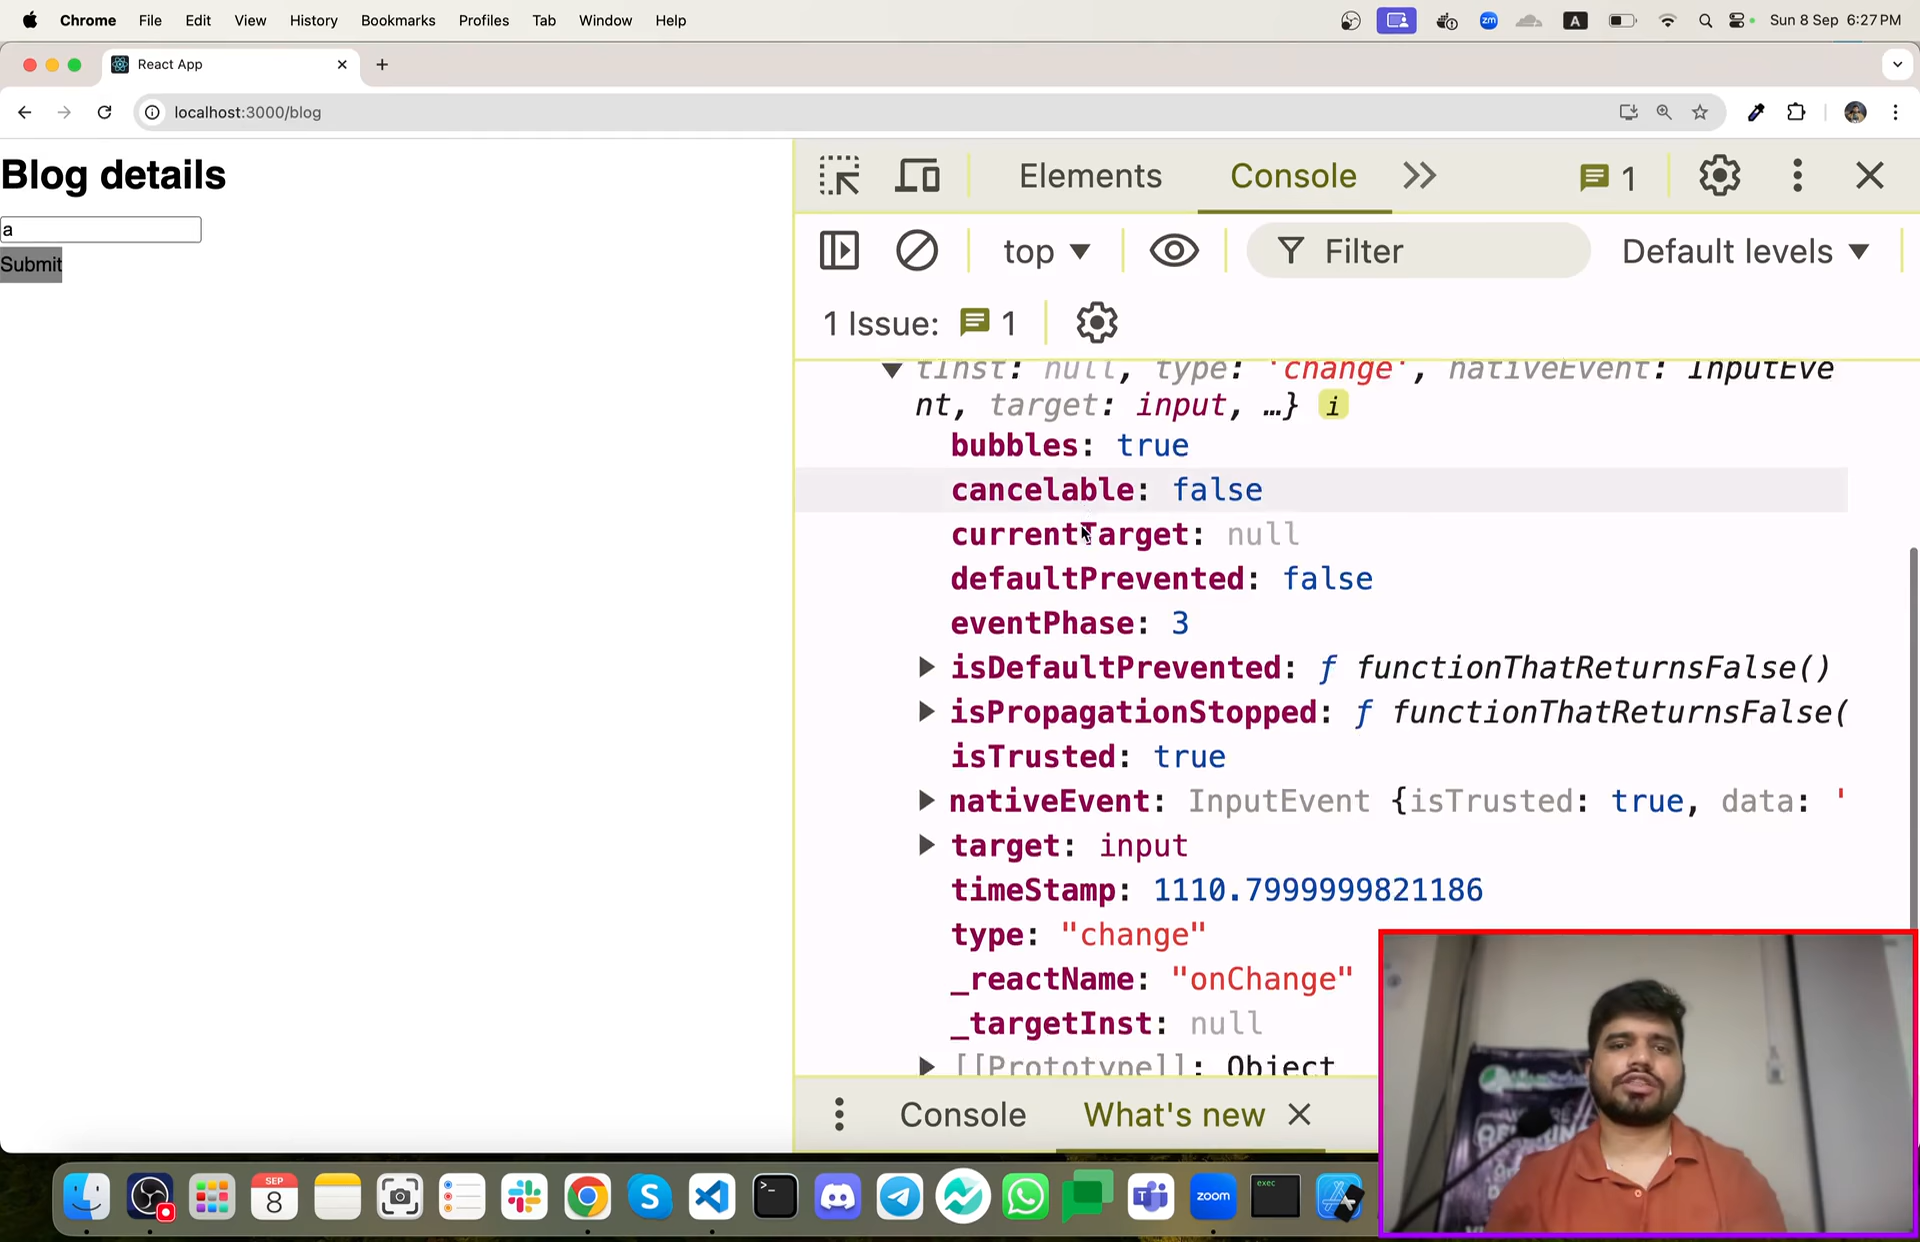 Chrome File Edit View History Bookmarks Profiles Tab Window Help zm A Sun 8 Sep 6:27 PM
React App
localhost:3000/blog
Blog details
a
Submit
Elements Console 1
top Filter Default levels
1 Issue: 1
tInst: null, type: 'change', nativeEvent: InputEve
nt, target: input, …} i
bubbles: true
cancelable: false
currentTarget: null
defaultPrevented: false
eventPhase: 3
isDefaultPrevented: ƒ functionThatReturnsFalse()
isPropagationStopped: ƒ functionThatReturnsFalse(
isTrusted: true
nativeEvent: InputEvent {isTrusted: true, data: '
target: input
timeStamp: 1110.7999999821186
type: "change"
_reactName: "onChange"
_targetInst: null
[[Prototype]]: Object
Console What's new
SEP
8
S
T
zoom
exec